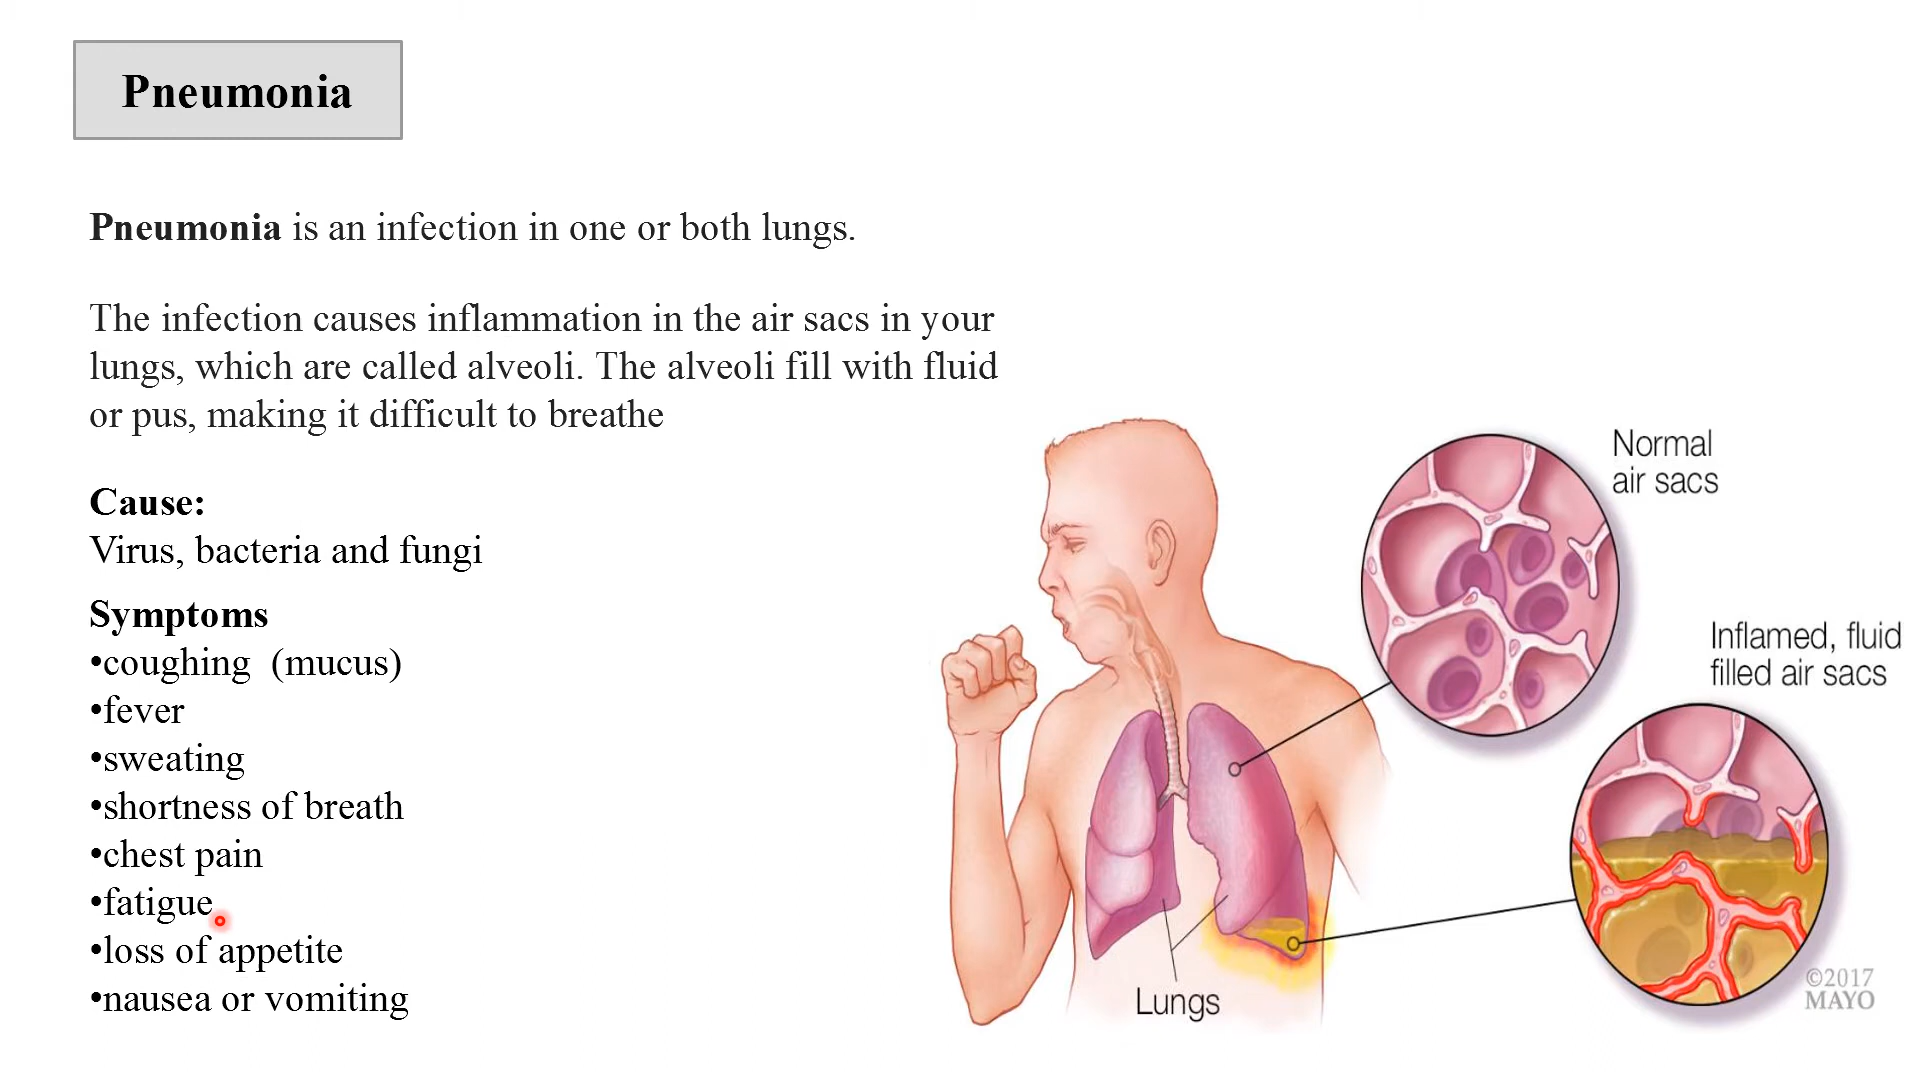 Pneumonia
Pneumonia is an infection in one or both lungs.
The infection causes inflammation in the air sacs in your
lungs, which are called alveoli. The alveoli fill with fluid
or pus, making it difficult to breathe
Cause:
Virus, bacteria and fungi
Symptoms
•coughing  (mucus)
•fever
•sweating
•shortness of breath
•chest pain
•fatigue
•loss of appetite
•nausea or vomiting
Normal
air sacs
Inflamed, fluid
filled air sacs
Lungs
©2017
MAYO